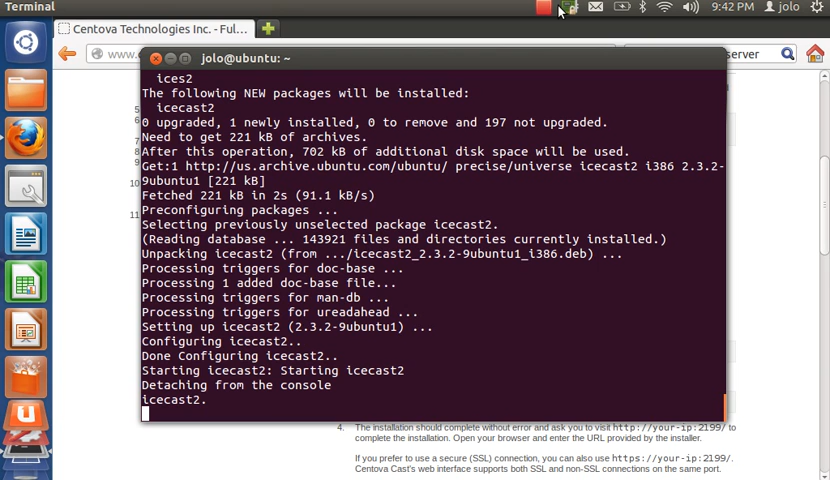 Terminal
9:42 PM
jolo
Centova Technologies Inc. - Ful...
www.c
server
jolo@ubuntu: ~
ices2
The following NEW packages will be installed:
icecast2
0 upgraded, 1 newly installed, 0 to remove and 197 not upgraded.
Need to get 221 kB of archives.
After this operation, 702 kB of additional disk space will be used.
Get:1 http://us.archive.ubuntu.com/ubuntu/ precise/universe icecast2 i386 2.3.2-
9ubuntu1 [221 kB]
Fetched 221 kB in 2s (91.1 kB/s)
Preconfiguring packages ...
Selecting previously unselected package icecast2.
(Reading database ... 143921 files and directories currently installed.)
Unpacking icecast2 (from .../icecast2_2.3.2-9ubuntu1_i386.deb) ...
Processing triggers for doc-base ...
Processing 1 added doc-base file...
Processing triggers for man-db ...
Processing triggers for ureadahead ...
Setting up icecast2 (2.3.2-9ubuntu1) ...
Configuring icecast2..
Done Configuring icecast2..
Starting icecast2: Starting icecast2
Detaching from the console
icecast2.
5
6
7
8
9
10
11
4. The installation should complete without error and ask you to visit http://your-ip:2199/ to
complete the installation. Open your browser and enter the URL provided by the installer.
If you prefer to use a secure (SSL) connection, you can also use https://your-ip:2199/.
Centova Cast's web interface supports both SSL and non-SSL connections on the same port.